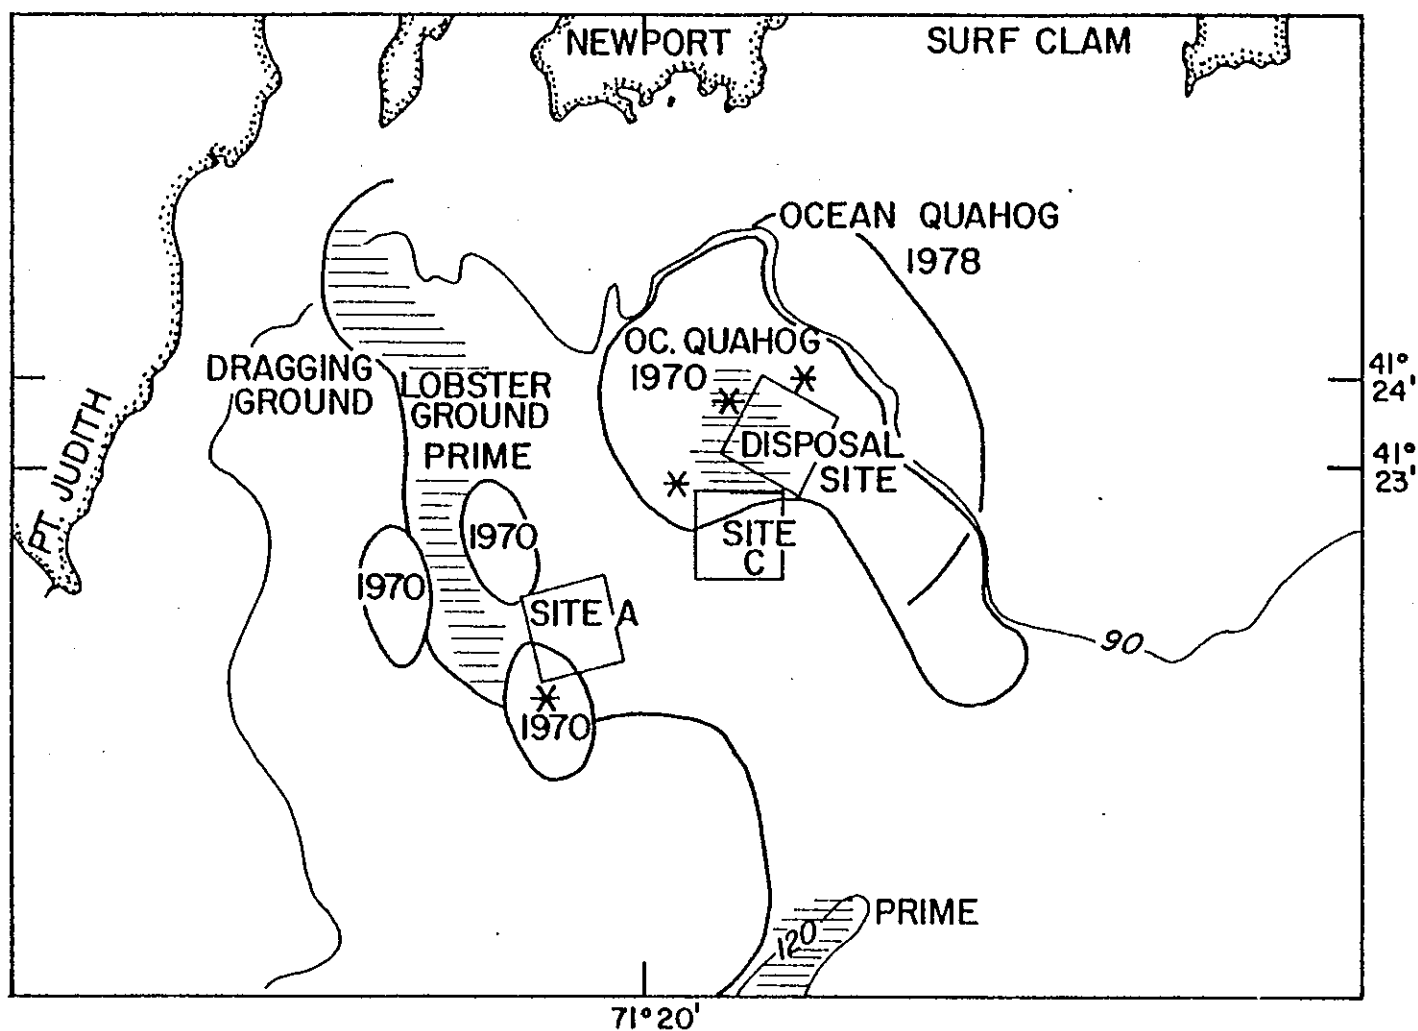 NEWPORT
SURF CLAM
OCEAN QUAHOG
1978
OC. QUAHOG
1970
41°
24'
DRAGGING
GROUND
LOBSTER
GROUND
PRIME
DISPOSAL
SITE
41°
23'
PT. JUDITH
1970
SITE
C
1970
SITE A
90
1970
PRIME
120
71°20'